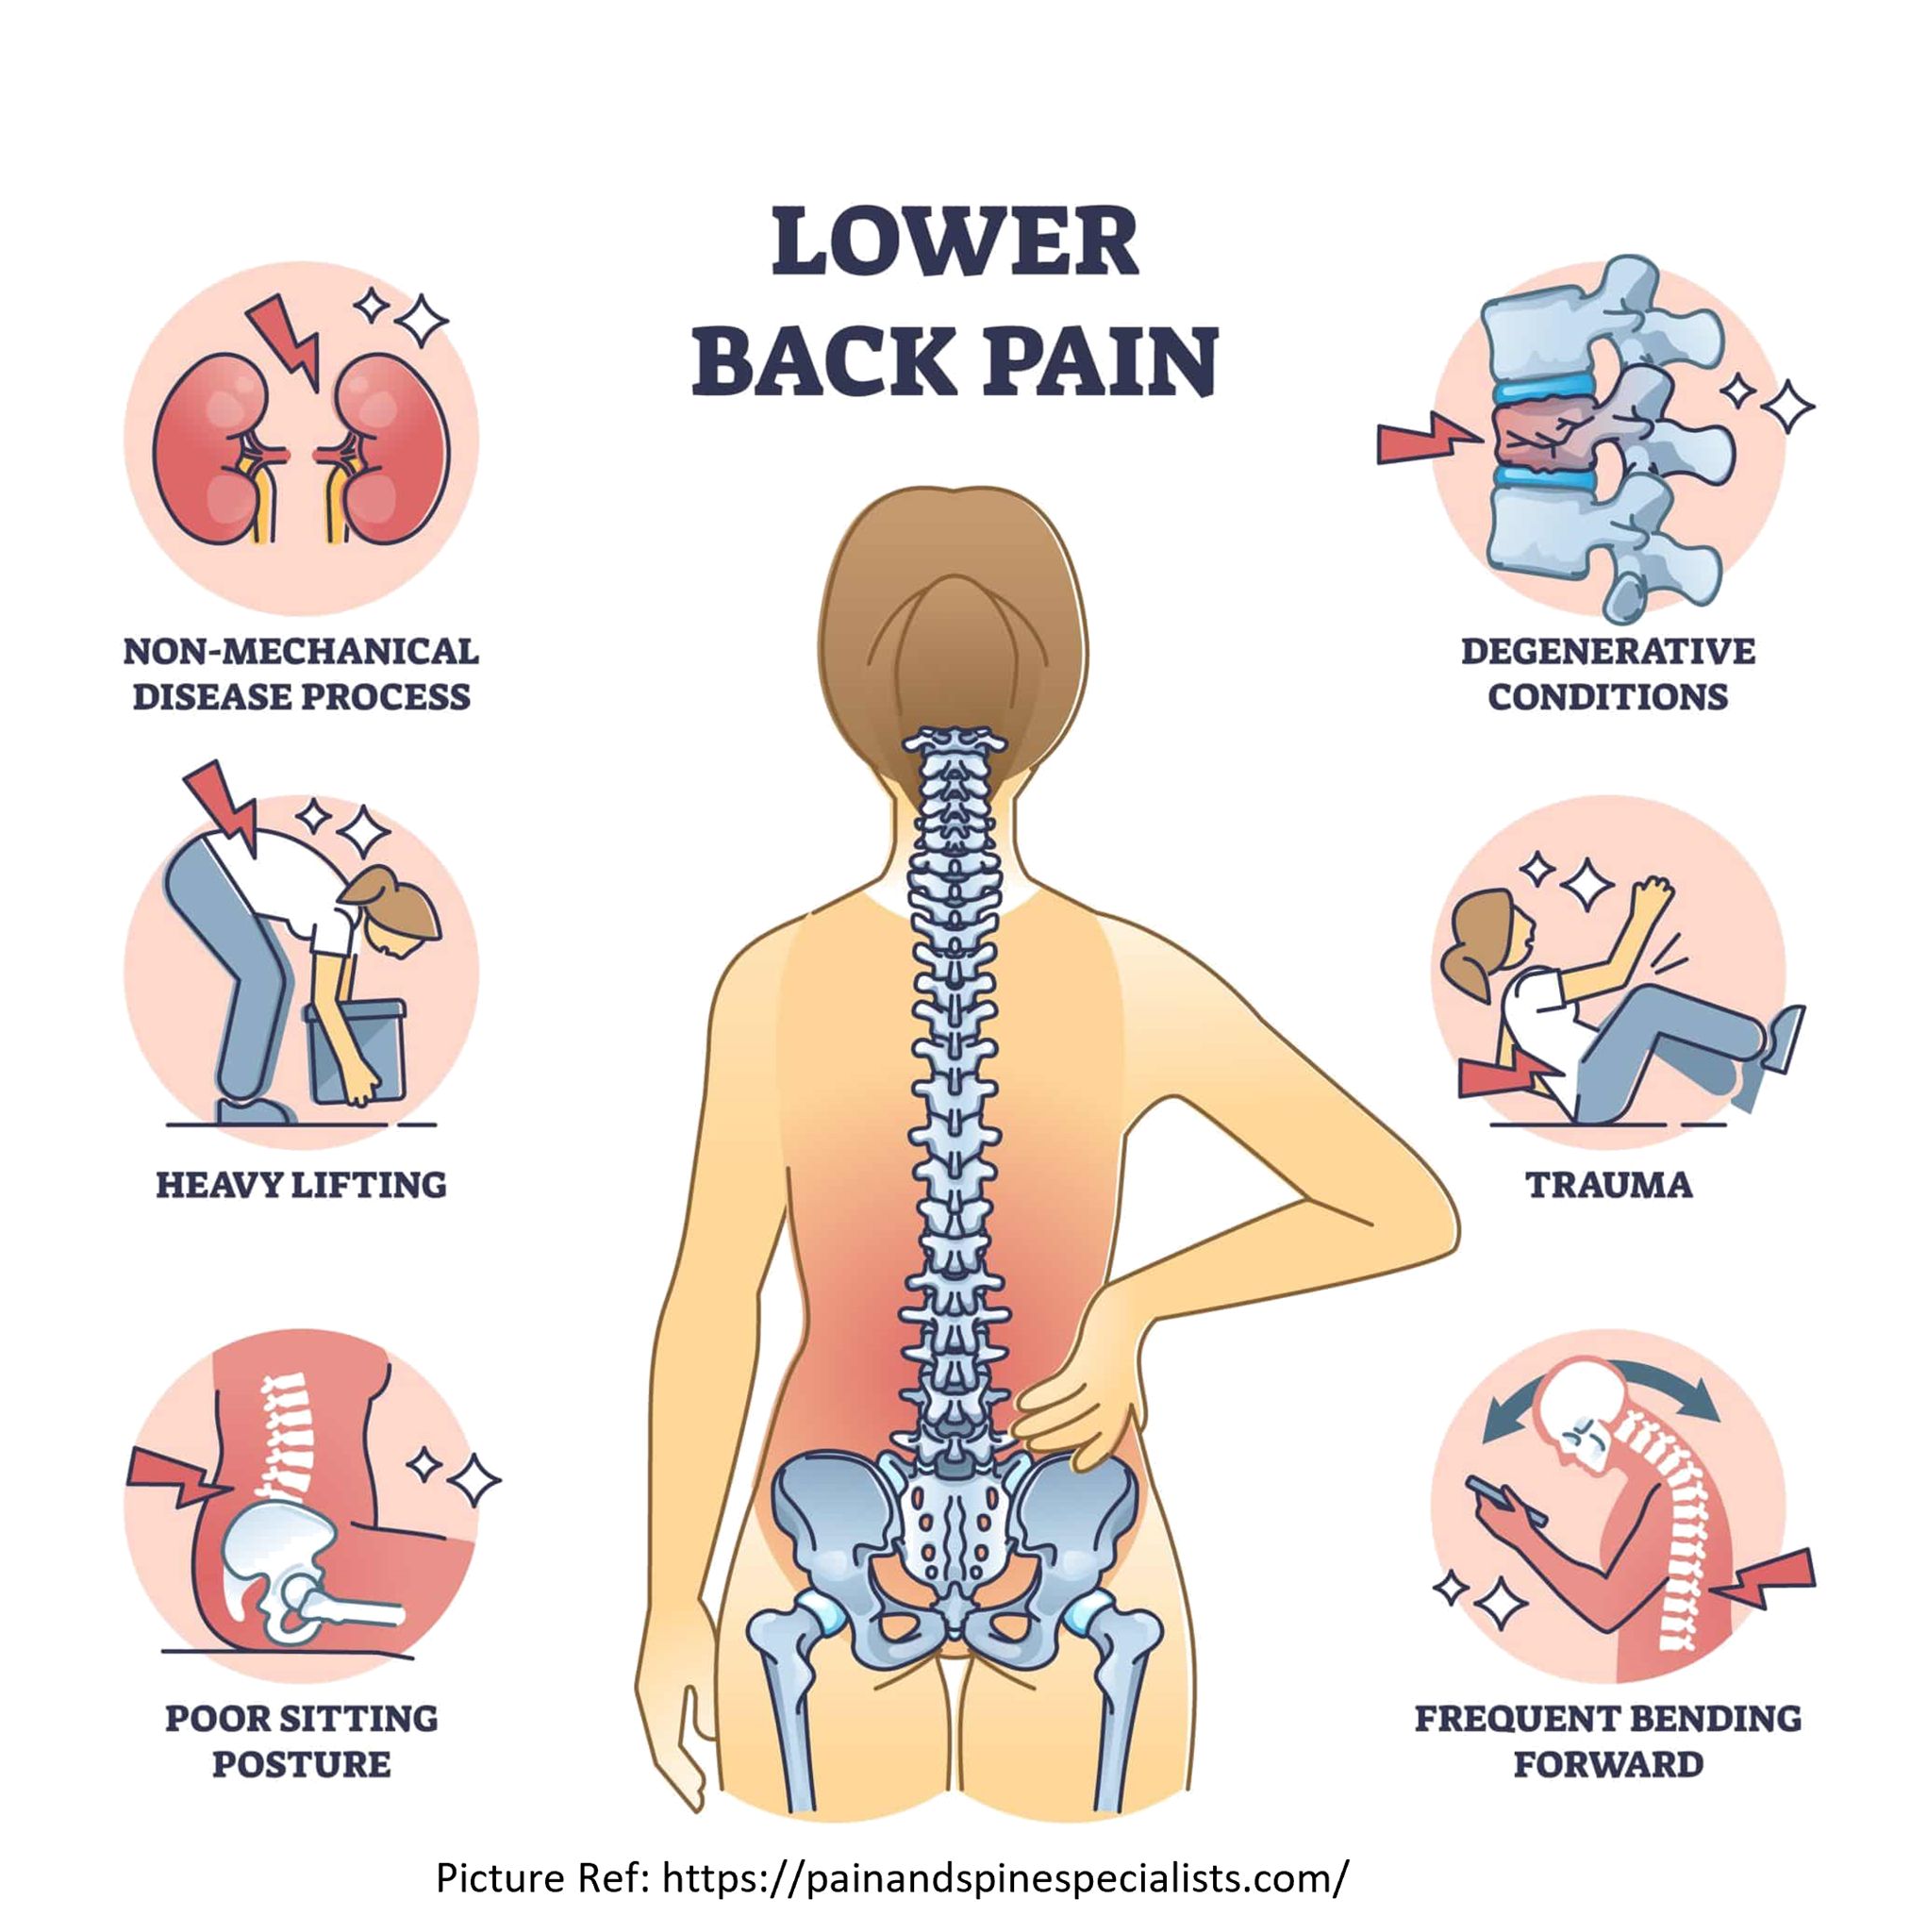 LOWER
BACK PAIN
NON-MECHANICAL
DISEASE PROCESS
DEGENERATIVE
CONDITIONS
HEAVY LIFTING
TRAUMA
POOR SITTING
POSTURE
FREQUENT BENDING
FORWARD
Picture Ref: https://painandspinespecialists.com/